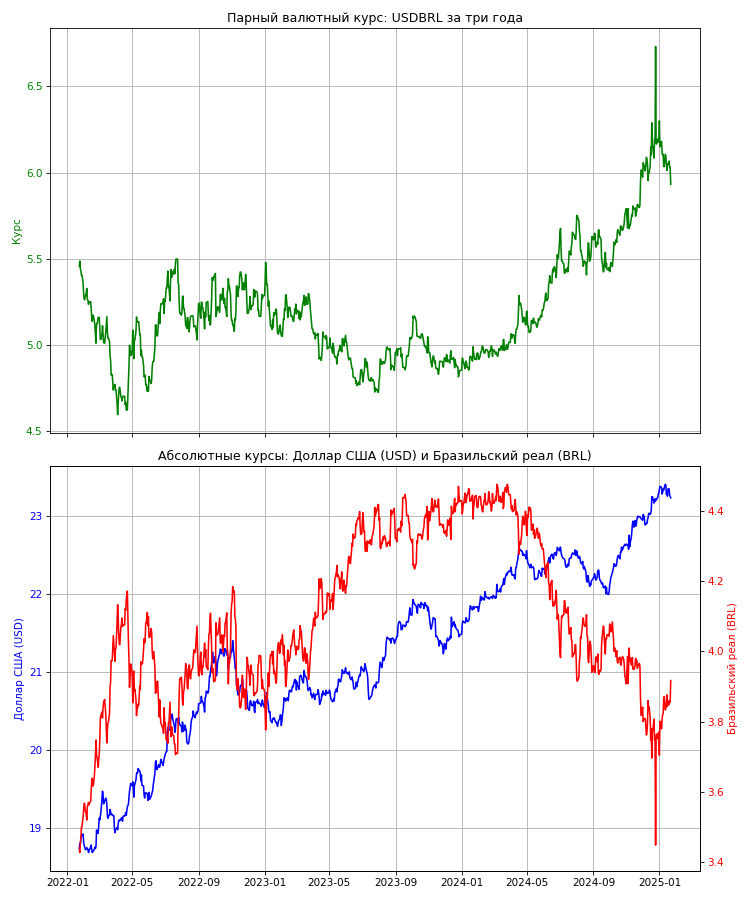 Парный валютный курс: USDBRL за три года
Курс
6.5
6.0
5.5
5.0
4.5
Абсолютные курсы: Доллар США (USD) и Бразильский реал (BRL)
Доллар США (USD)
23
22
21
20
19
4.4
4.2
4.0
3.8
3.6
3.4
Бразильский реал (BRL)
2022-01 2022-05 2022-09 2023-01 2023-05 2023-09 2024-01 2024-05 2024-09 2025-01